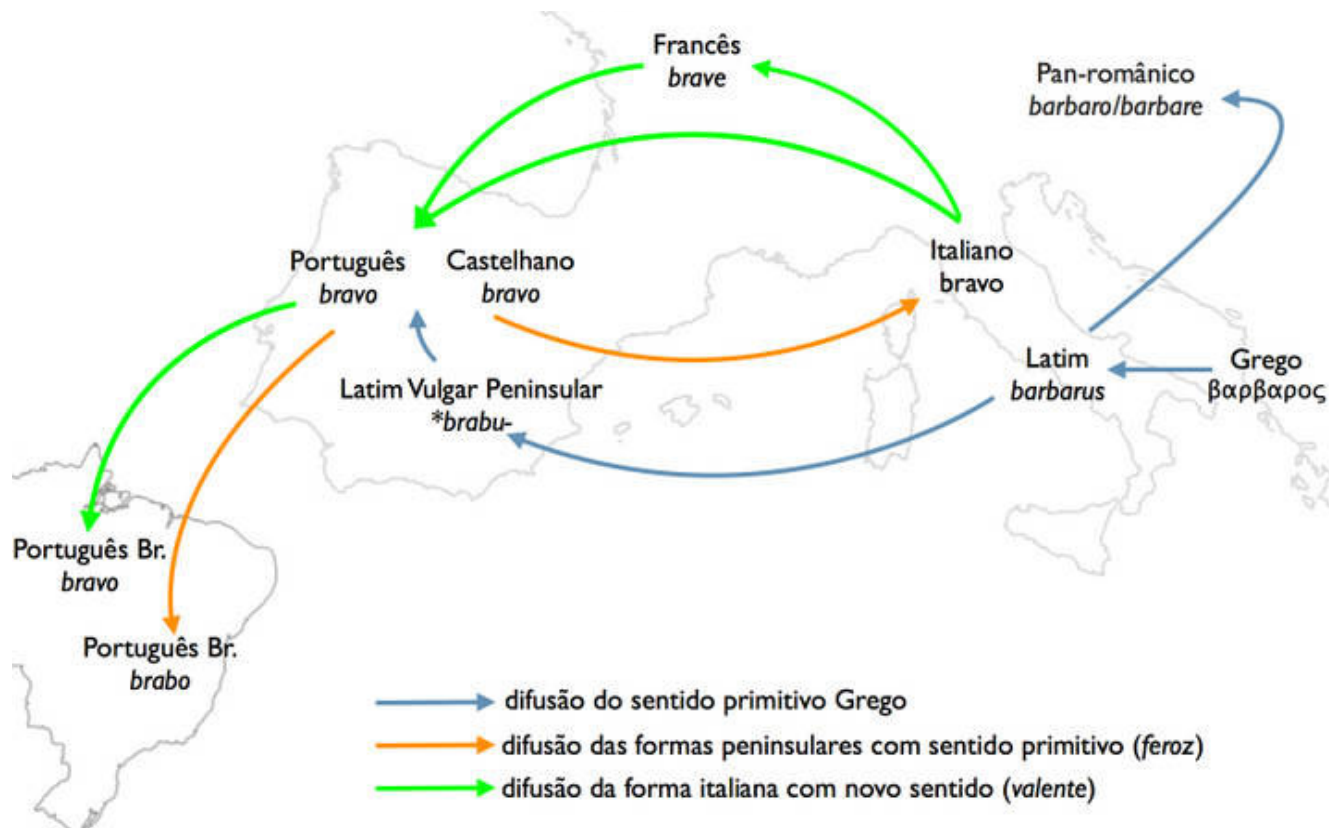 Francês
brave
Pan-românico
barbaro/barbare
Português
bravo
Castelhano
bravo
Italiano
bravo
Latim Vulgar Peninsular
*brabu-
Latim
barbarus
Grego
βαρβαρος
Português Br.
bravo
Português Br.
brabo
difusão do sentido primitivo Grego
difusão das formas peninsulares com sentido primitivo (feroz)
difusão da forma italiana com novo sentido (valente)